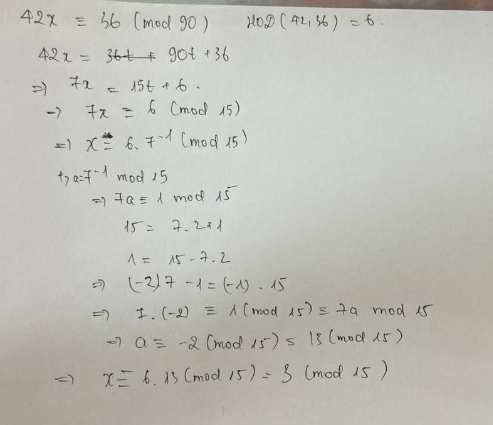 42x ≡ 36 (mod 90) НОД(42,36) = 6.
42x = 36t + 90t + 36
⇒ 7x = 15t + 6.
→ 7x ≡ 6 (mod 15)
⇒ x ≡ 6.7⁻¹ (mod 15)
a=7⁻¹ mod 15
⇒ 7a ≡ 1 mod 15
15 = 7.2+1
1 = 15-7.2
⇒ (-2)7 - 1 = (-1).15
⇒ 7.(-2) ≡ 1 (mod 15) ≡ 7a mod 15
⇒ a ≡ -2 (mod 15) ≡ 13 (mod 15)
⇒ x ≡ 6.13 (mod 15) = 3 (mod 15)